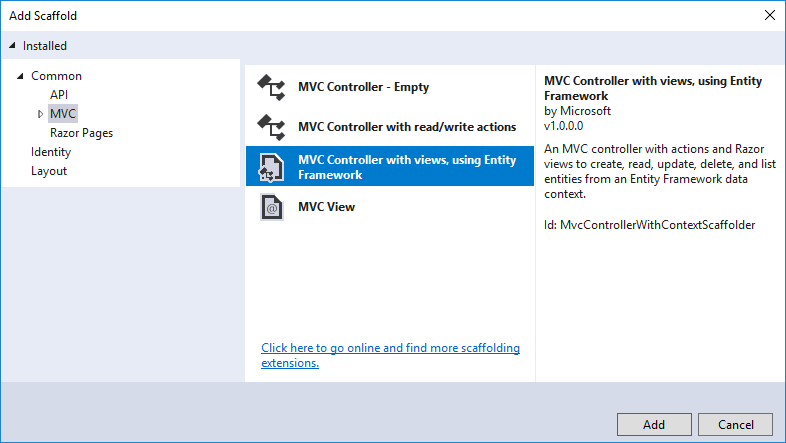 Add Scaffold
Installed
Common
API
MVC
Razor Pages
Identity
Layout
MVC Controller - Empty
MVC Controller with read/write actions
MVC Controller with views, using Entity
Framework
MVC View
Click here to go online and find more scaffolding
extensions.
MVC Controller with views, using Entity
Framework
by Microsoft
v1.0.0.0
An MVC controller with actions and Razor
views to create, read, update, delete, and list
entities from an Entity Framework data
context.
Id: MvcControllerWithContextScaffolder
Add
Cancel